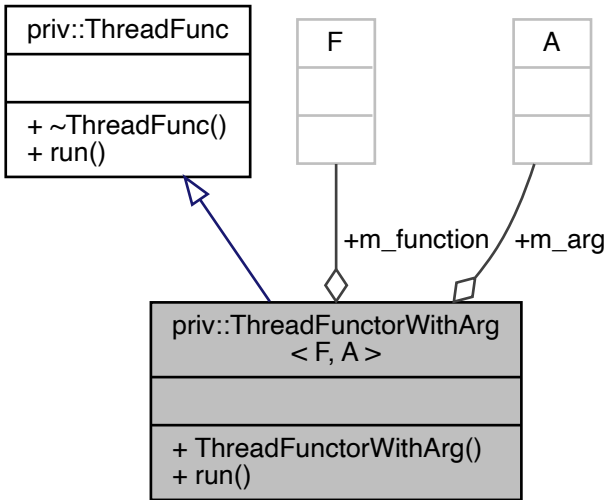 priv::ThreadFunc
+ ~ThreadFunc()
+ run()
F
A
+m_function
+m_arg
priv::ThreadFunctorWithArg
< F, A >
+ ThreadFunctorWithArg()
+ run()